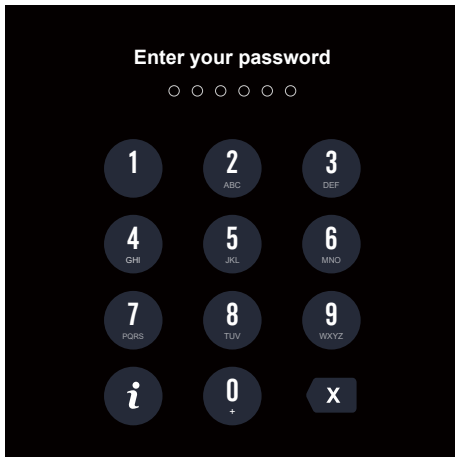 Enter your password
1 2 3
ABC DEF
4 5 6
GHI JKL MNO
7 8 9
PQRS TUV WXYZ
i 0 X
+